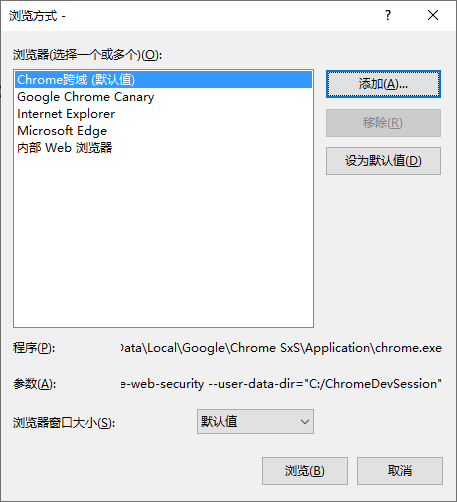 浏览方式 -
浏览器(选择一个或多个)(O):
Chrome跨域 (默认值)
Google Chrome Canary
Internet Explorer
Microsoft Edge
内部 Web 浏览器
添加(A)...
移除(R)
设为默认值(D)
程序(P):
Data\Local\Google\Chrome SxS\Application\chrome.exe
参数(A):
e-web-security --user-data-dir="C:/ChromeDevSession"
浏览器窗口大小(S):
默认值
浏览(B)
取消